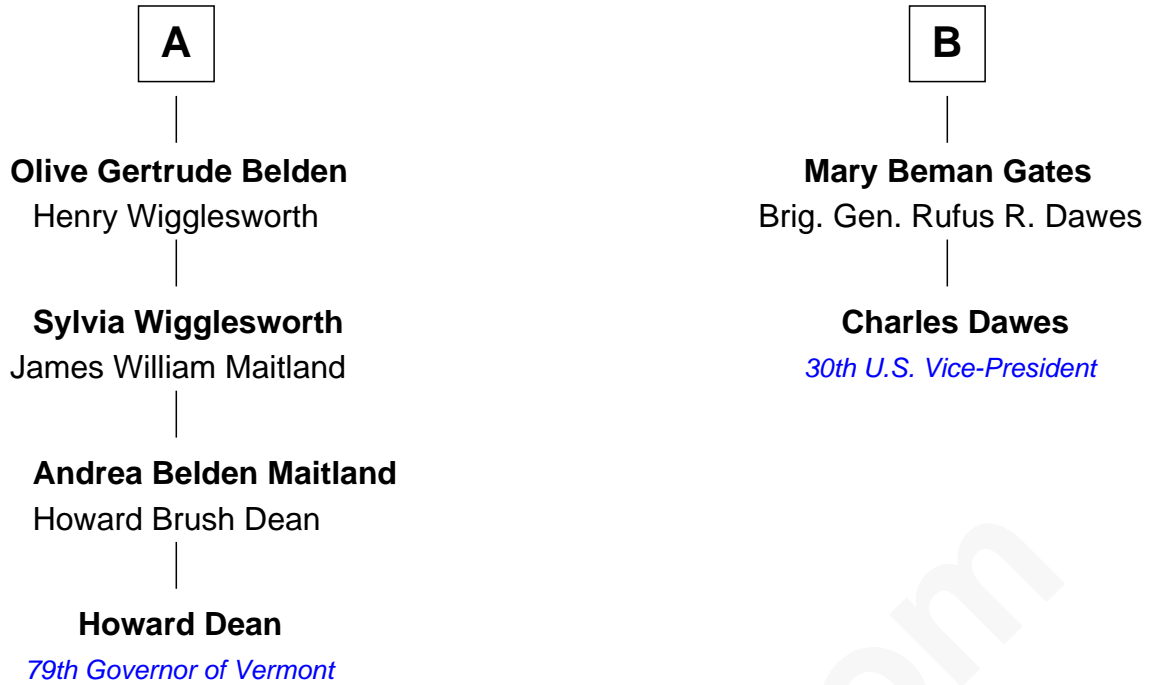 A
B
Olive Gertrude Belden
Henry Wigglesworth
Mary Beman Gates
Brig. Gen. Rufus R. Dawes
Sylvia Wigglesworth
James William Maitland
Charles Dawes
30th U.S. Vice-President
Andrea Belden Maitland
Howard Brush Dean
Howard Dean
79th Governor of Vermont
om